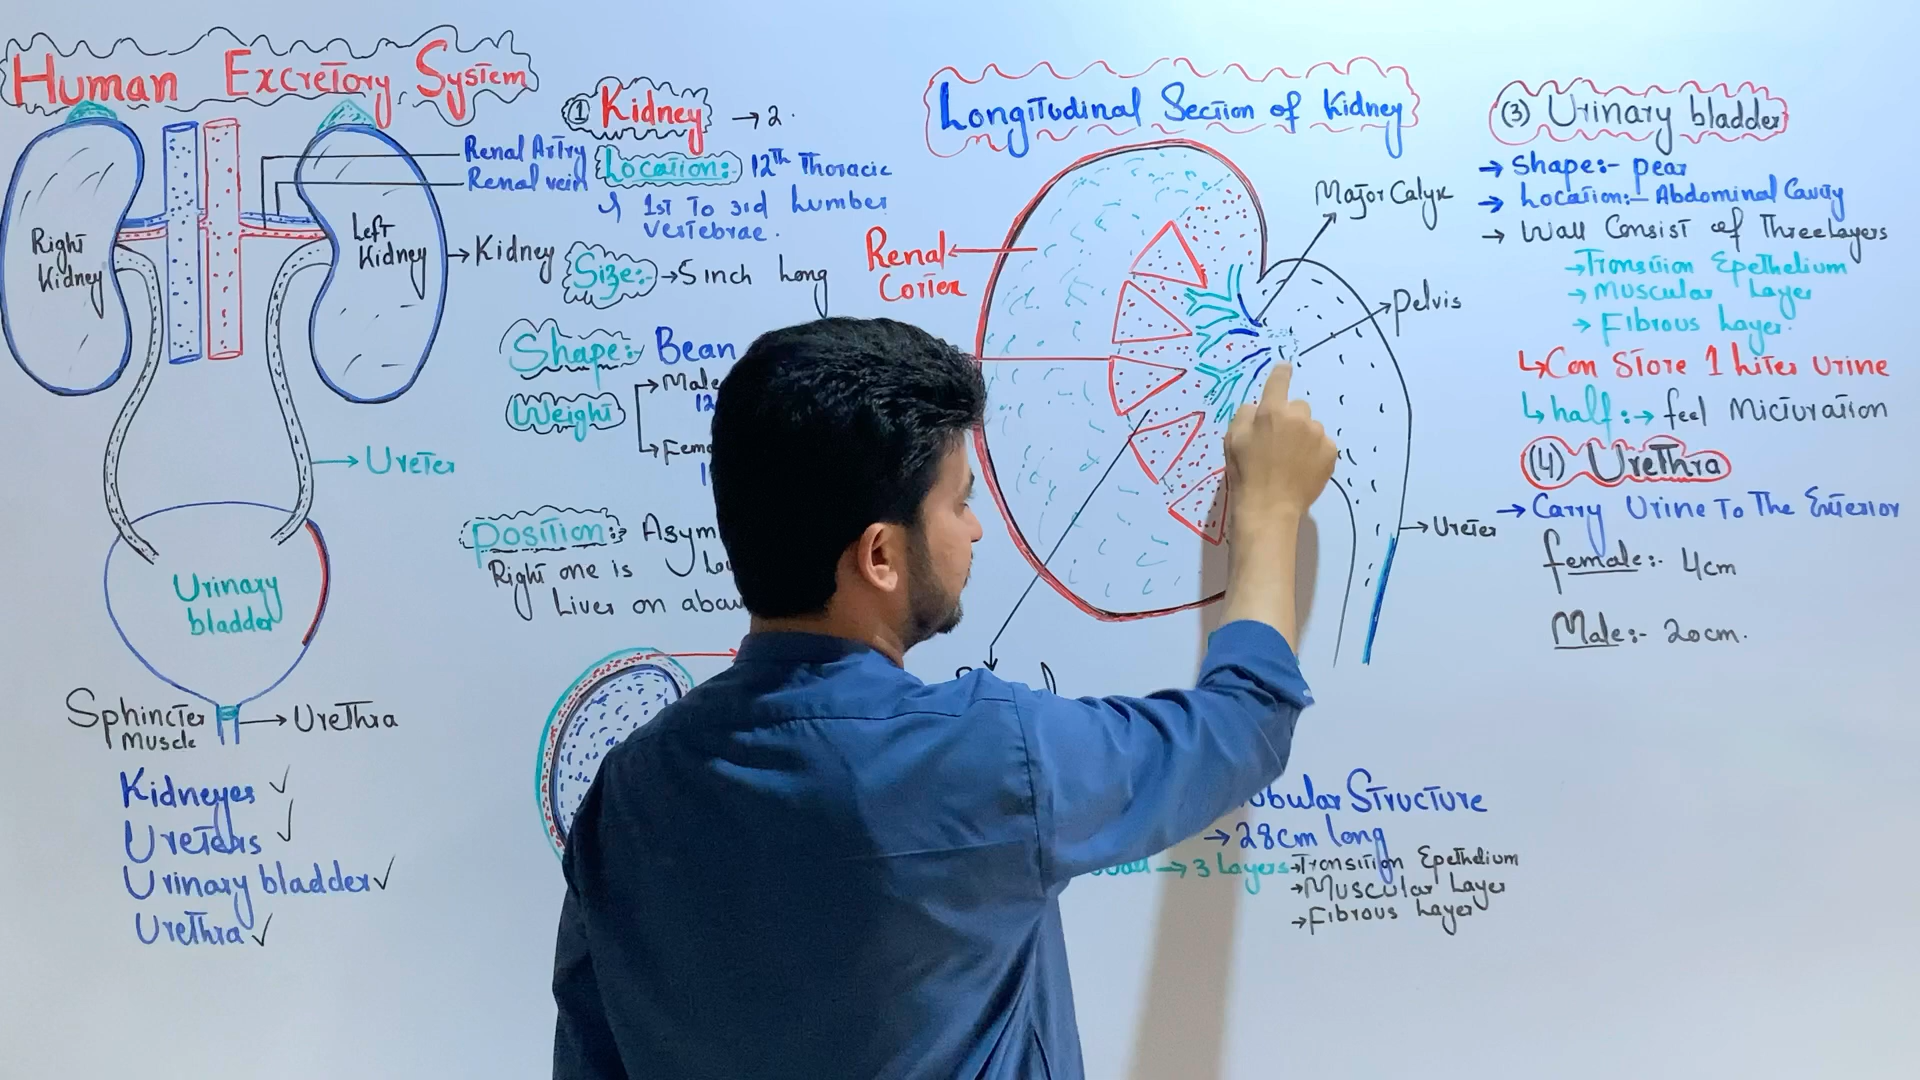 Human Excretory System
Right
Kidney
Left
Kidney
Renal Artry
Renal vein
→ Kidney
→ Ureter
Urinary
bladder
Sphincter
Muscle
→ Urethra
Kidneyes ✓
Ureters ✓
Urinary bladder ✓
Urethra ✓
① Kidney → 2.
Location:- 12th Thoracic
1st To 3rd Lumber
vertebrae.
Size:- → 5 inch Long
Shape:- Bean
Weight
→ Male
12
→ Fem
1
Position:- Asym
Right one is
Liver on abov
Longitudinal Section of Kidney
Renal
Cortex
Major Calyx
Pelvis
→ Ureter
Tubular Structure
→ 28cm long
→ 3 Layers → Transition Epethelium
→ Muscular Layer
→ Fibrous Layer
(3) Urinary bladder
→ Shape:- pear
→ Location:- Abdominal Cavity
→ Wall Consist of Three Layers
→ Transition Epethelium
→ Muscular Layer
→ Fibrous Layer.
↳ Can Store 1 Liter Urine
↳ half:→ feel Micturation
(4) Urethra
→ Carry Urine To The Exterior
female:- 4cm
Male:- 20cm.